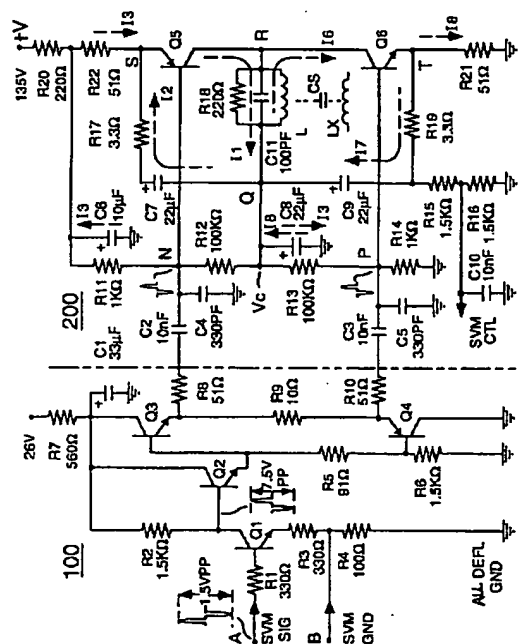 100
A
1.5VPP
SVM
SIG
R1
330Ω
B
SVM
GND
R2
1.5KΩ
Q1
R3
330Ω
R4
100Ω
ALL DEFL
GND
7.5V
PP
Q2
R5
91Ω
R6
1.5KΩ
26V
R7
560Ω
Q3
R8
51Ω
R9
10Ω
R10
51Ω
Q4
200
C1
33µF
C2
10nF
C4
330PF
C3
10nF
C5
330PF
R11
1KΩ
N
R12
100KΩ
Vc
R13
100KΩ
P
R14
1KΩ
I3
C6
10µF
C7
22µF
Q
I8
C8
22µF
I3
C9
22µF
R15
1.5KΩ
R16
1.5KΩ
C10
10nF
SVM
CTL
135V
+V
R20
220Ω
R22
51Ω
I3
R17
3.3Ω
S
I2
Q5
R18
220Ω
I1
C11
100PF
L
CS
LX
R
I6
I7
Q6
R19
3.3Ω
T
I8
R21
51Ω